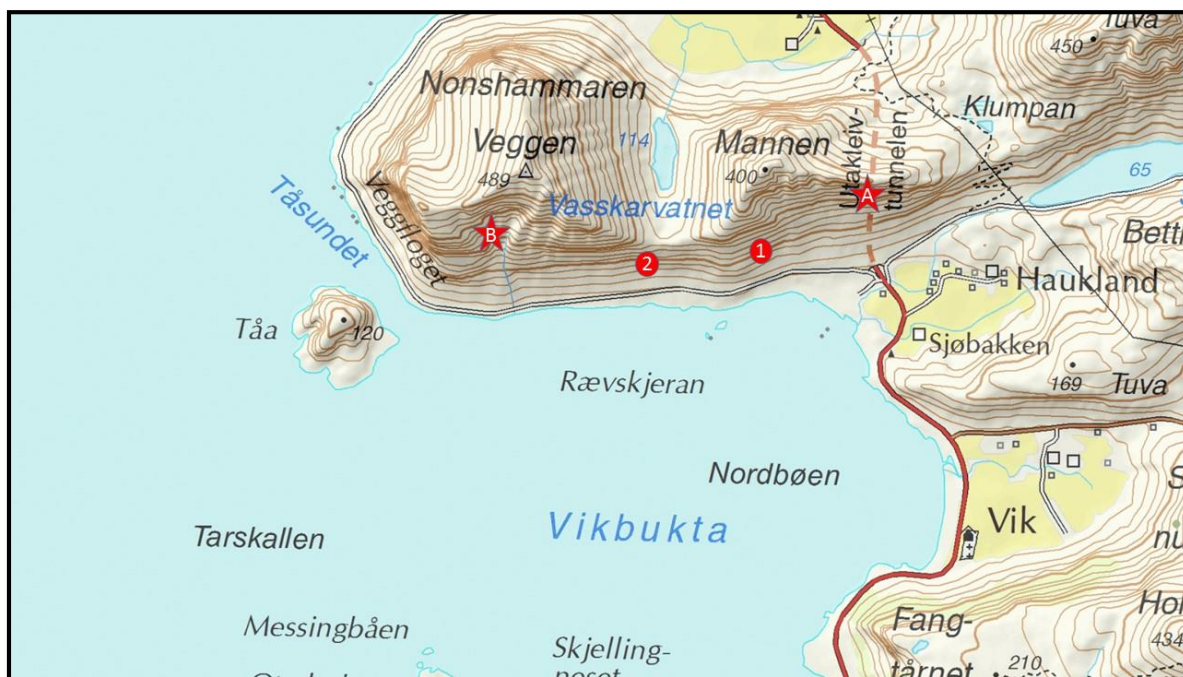 Tuva
450
Klumpan
Nonshammaren
Veggen
489
114
Mannen
400
Utakleiv-
tunnelen
A
65
Vasskarvatnet
Veggfloget
Tåsundet
B
2
1
Betti
Haukland
Tåa
120
Sjøbakken
Rævskjeran
169
Tuva
Nordbøen
Vikbukta
Vik
Tarskallen
Messingbåen
Skjelling-
neset
Fang-
tårnet
210
434